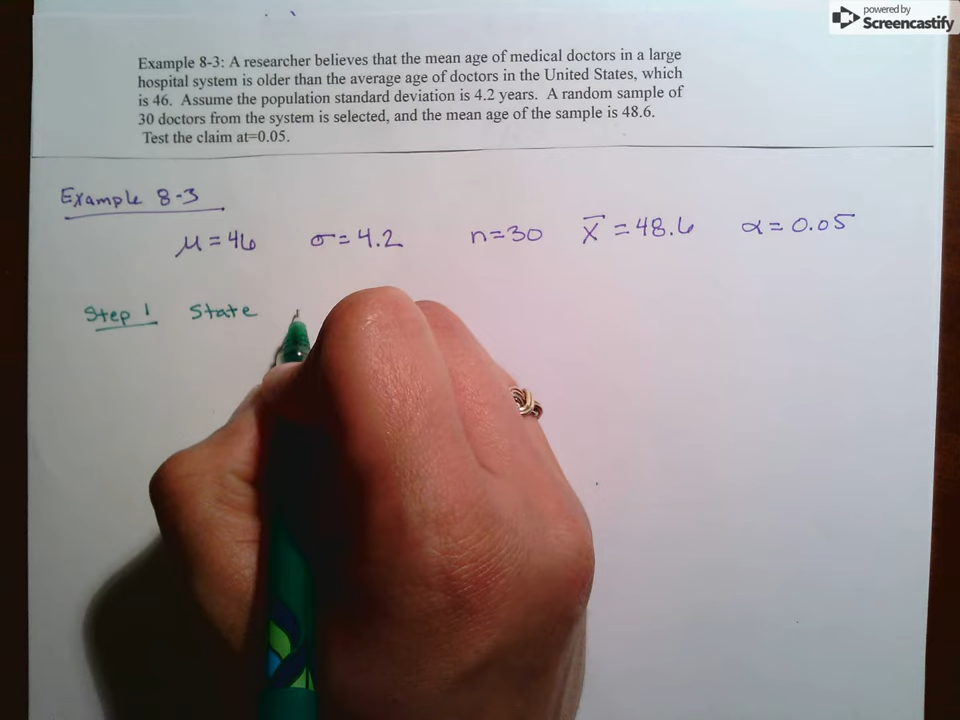 powered by
Screencastify
Example 8-3: A researcher believes that the mean age of medical doctors in a large
hospital system is older than the average age of doctors in the United States, which
is 46. Assume the population standard deviation is 4.2 years. A random sample of
30 doctors from the system is selected, and the mean age of the sample is 48.6.
Test the claim at=0.05.
Example 8-3
μ = 46 σ = 4.2 n=30 x̄ = 48.6 α = 0.05
Step 1 State